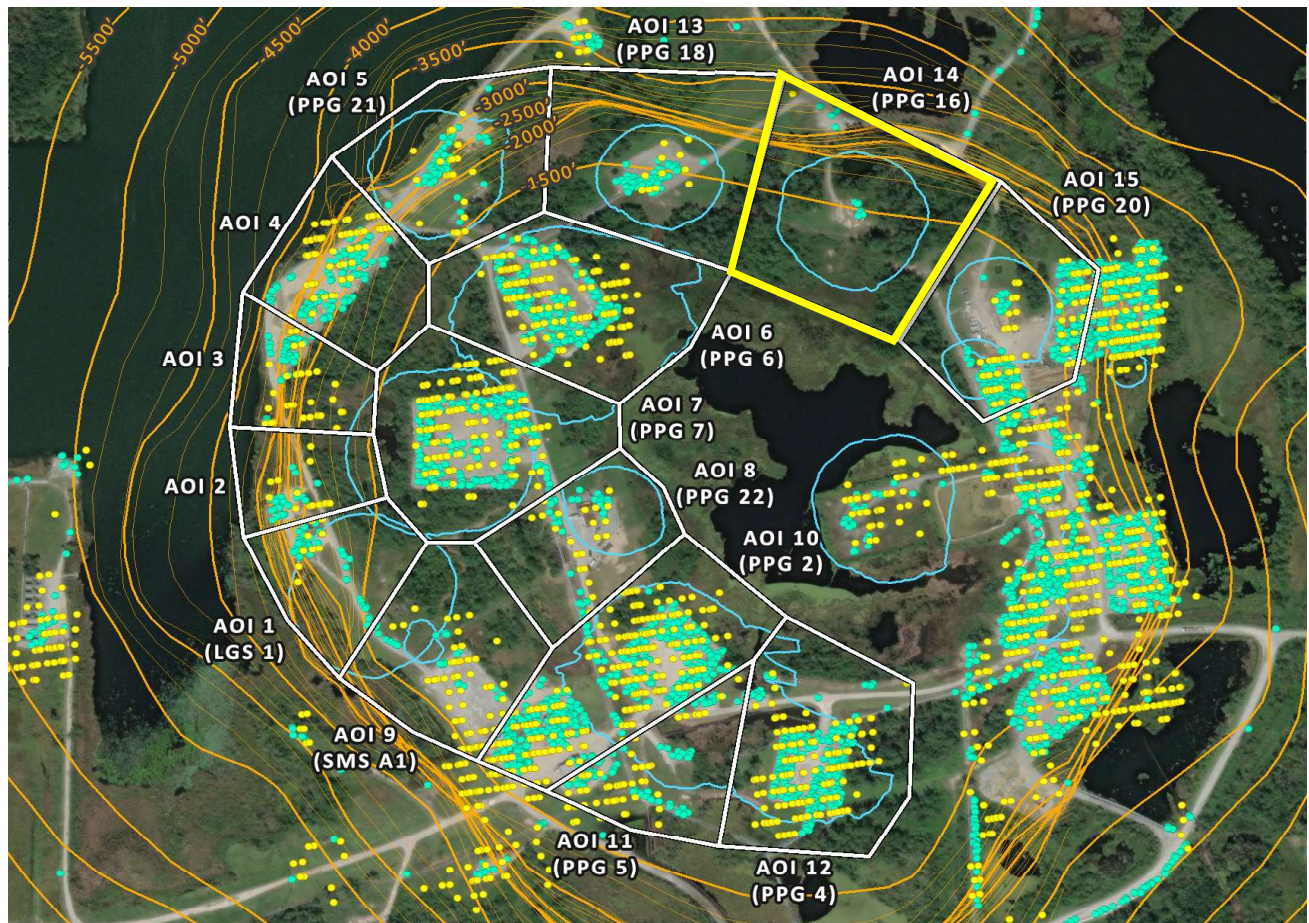 -5500'
-5000'
-4500'
-4000'
-3500'
-3000'
-2500'
-2000'
-1500'
AOI 13
(PPG 18)
AOI 5
(PPG 21)
AOI 14
(PPG 16)
AOI 15
(PPG 20)
AOI 4
AOI 3
AOI 6
(PPG 6)
AOI 7
(PPG 7)
AOI 2
AOI 8
(PPG 22)
AOI 10
(PPG 2)
AOI 1
(LGS 1)
AOI 9
(SMS A1)
AOI 11
(PPG 5)
AOI 12
(PPG 4)